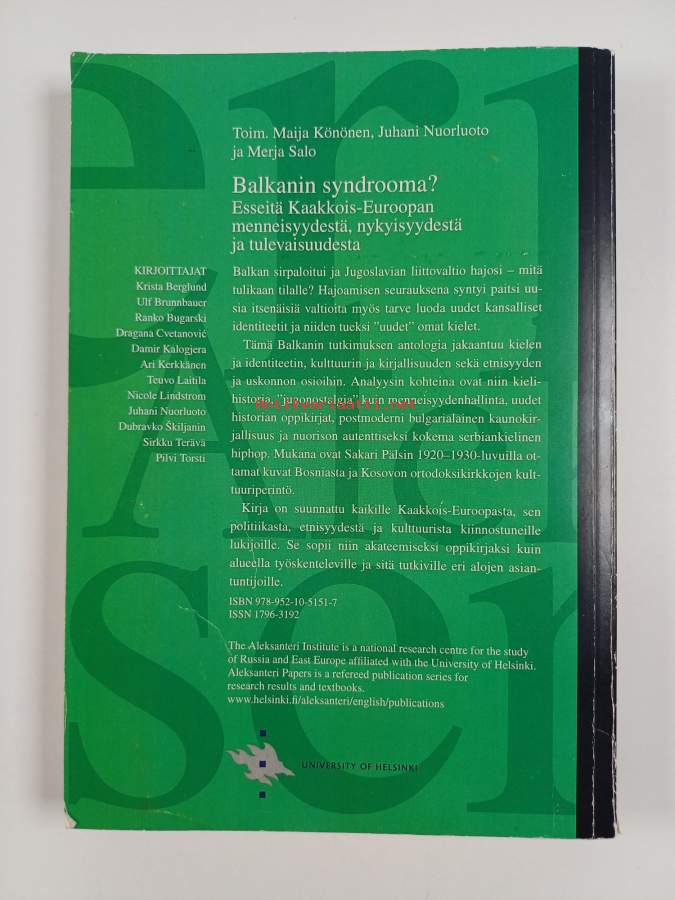 Toim. Maija Könönen, Juhani Nuorluoto
ja Merja Salo
Balkanin syndrooma?
Esseitä Kaakkois-Euroopan
menneisyydestä, nykyisyydestä
ja tulevaisuudesta
KIRJOITTAJAT
Krista Berglund
Ulf Brunnbauer
Ranko Bugarski
Dragana Cvetanović
Damir Kalogjera
Ari Kerkkänen
Teuvo Laitila
Nicole Lindstrom
Juhani Nuorluoto
Dubravko Škiljanin
Sirkku Terävä
Pilvi Torsti
Balkan sirpaloitui ja Jugoslavian liittovaltio hajosi – mitä
tulikaan tilalle? Hajoamisen seurauksena syntyi paitsi uu-
sia itsenäisiä valtioita myös tarve luoda uudet kansalliset
identiteetit ja niiden tueksi "uudet" omat kielet.
Tämä Balkanin tutkimuksen antologia jakaantuu kielen
ja identiteetin, kulttuurin ja kirjallisuuden sekä etnisyyden
ja uskonnon osioihin. Analyysin kohteina ovat niin kieli-
historia, "jugonostalgia" kuin menneisyydenhallinta, uudet
historian oppikirjat, postmoderni bulgarialainen kaunokir-
jallisuus ja nuorison autenttiseksi kokema serbiankielinen
hiphop. Mukana ovat Sakari Pälsin 1920–1930-luvuilla ot-
tamat kuvat Bosniasta ja Kosovon ortodoksikirkkojen kult-
tuuriperintö.
Kirja on suunnattu kaikille Kaakkois-Euroopasta, sen
politiikasta, etnisyydestä ja kulttuurista kiinnostuneille
lukijoille. Se sopii niin akateemiseksi oppikirjaksi kuin
alueella työskenteleville ja sitä tutkiville eri alojen asian-
tuntijoille.
ISBN 978-952-10-5151-7
ISSN 1796-3192
The Aleksanteri Institute is a national research centre for the study
of Russia and East Europe affiliated with the University of Helsinki.
Aleksanteri Papers is a refereed publication series for
research results and textbooks.
www.helsinki.fi/aleksanteri/english/publications
UNIVERSITY OF HELSINKI